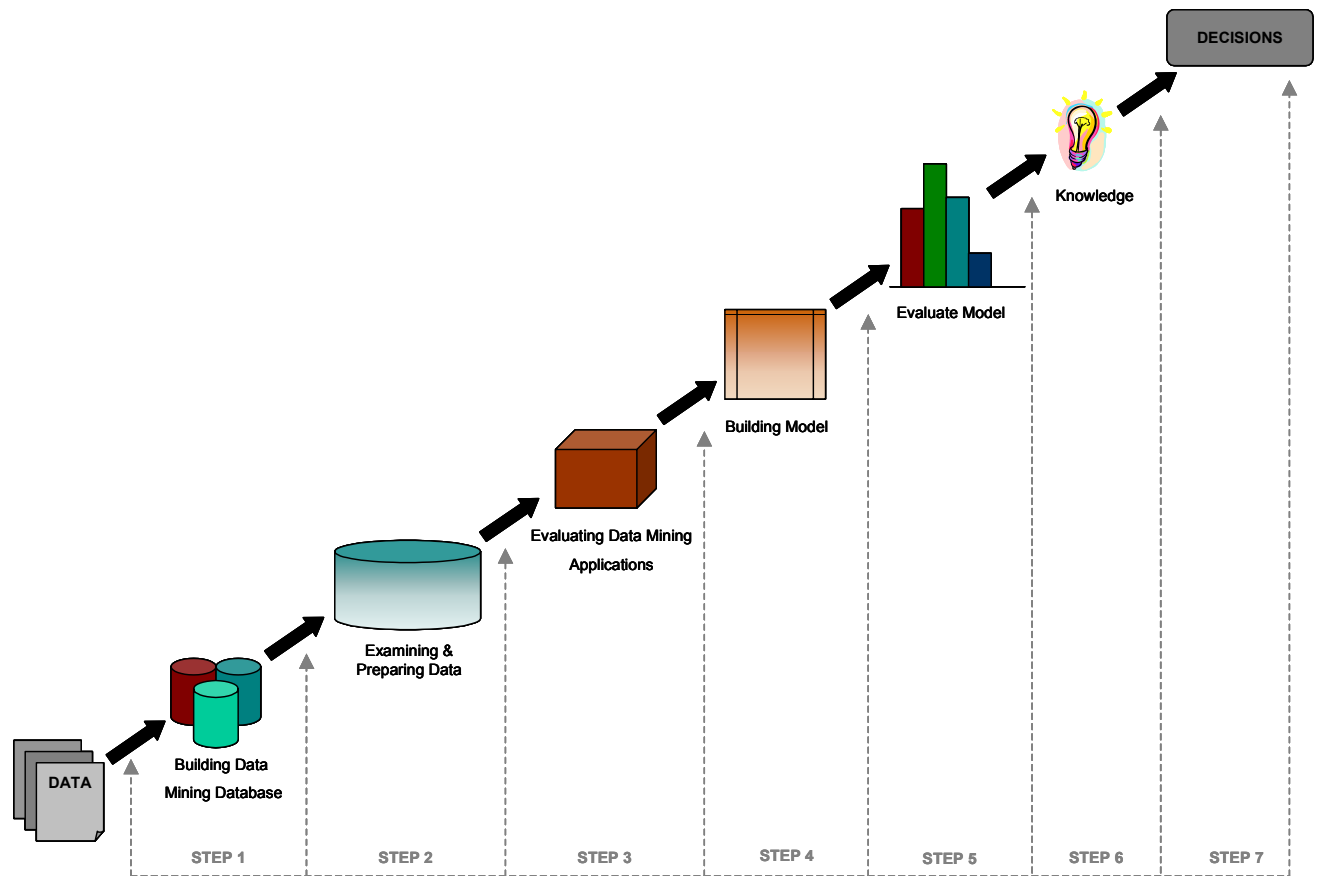 DECISIONS
Knowledge
Evaluate Model
Building Model
Evaluating Data Mining
Applications
Examining &
Preparing Data
Building Data
Mining Database
DATA
STEP 1
STEP 2
STEP 3
STEP 4
STEP 5
STEP 6
STEP 7